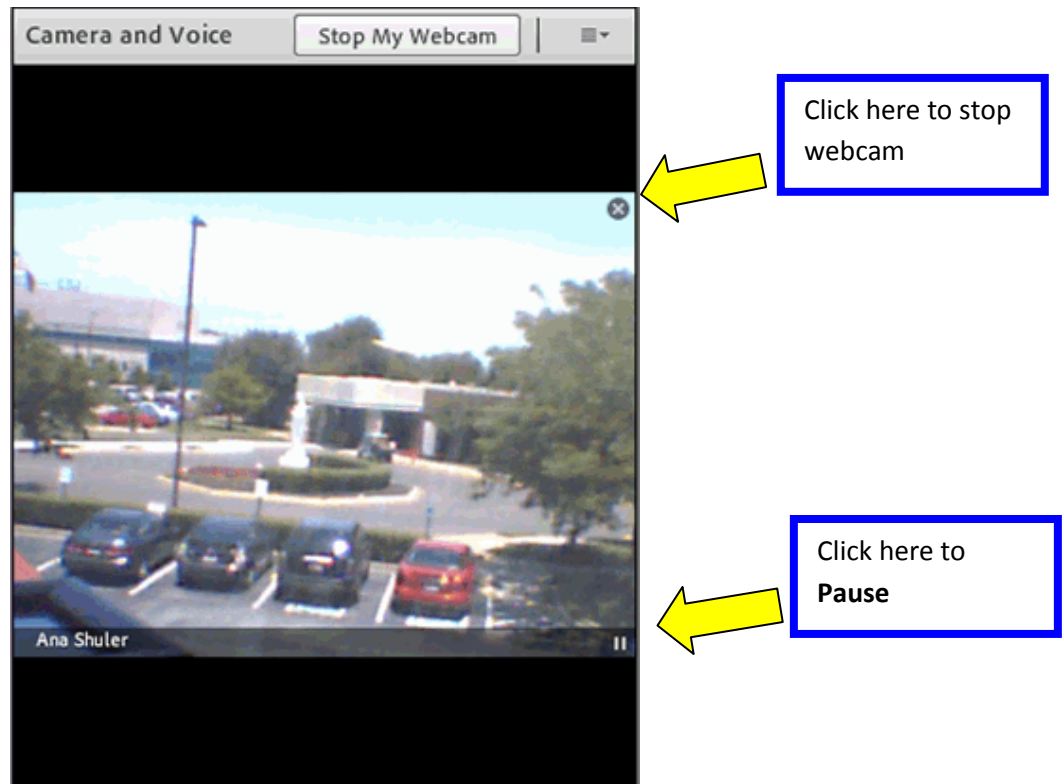 Camera and Voice Stop My Webcam
Click here to stop
webcam
Click here to
Pause
Ana Shuler